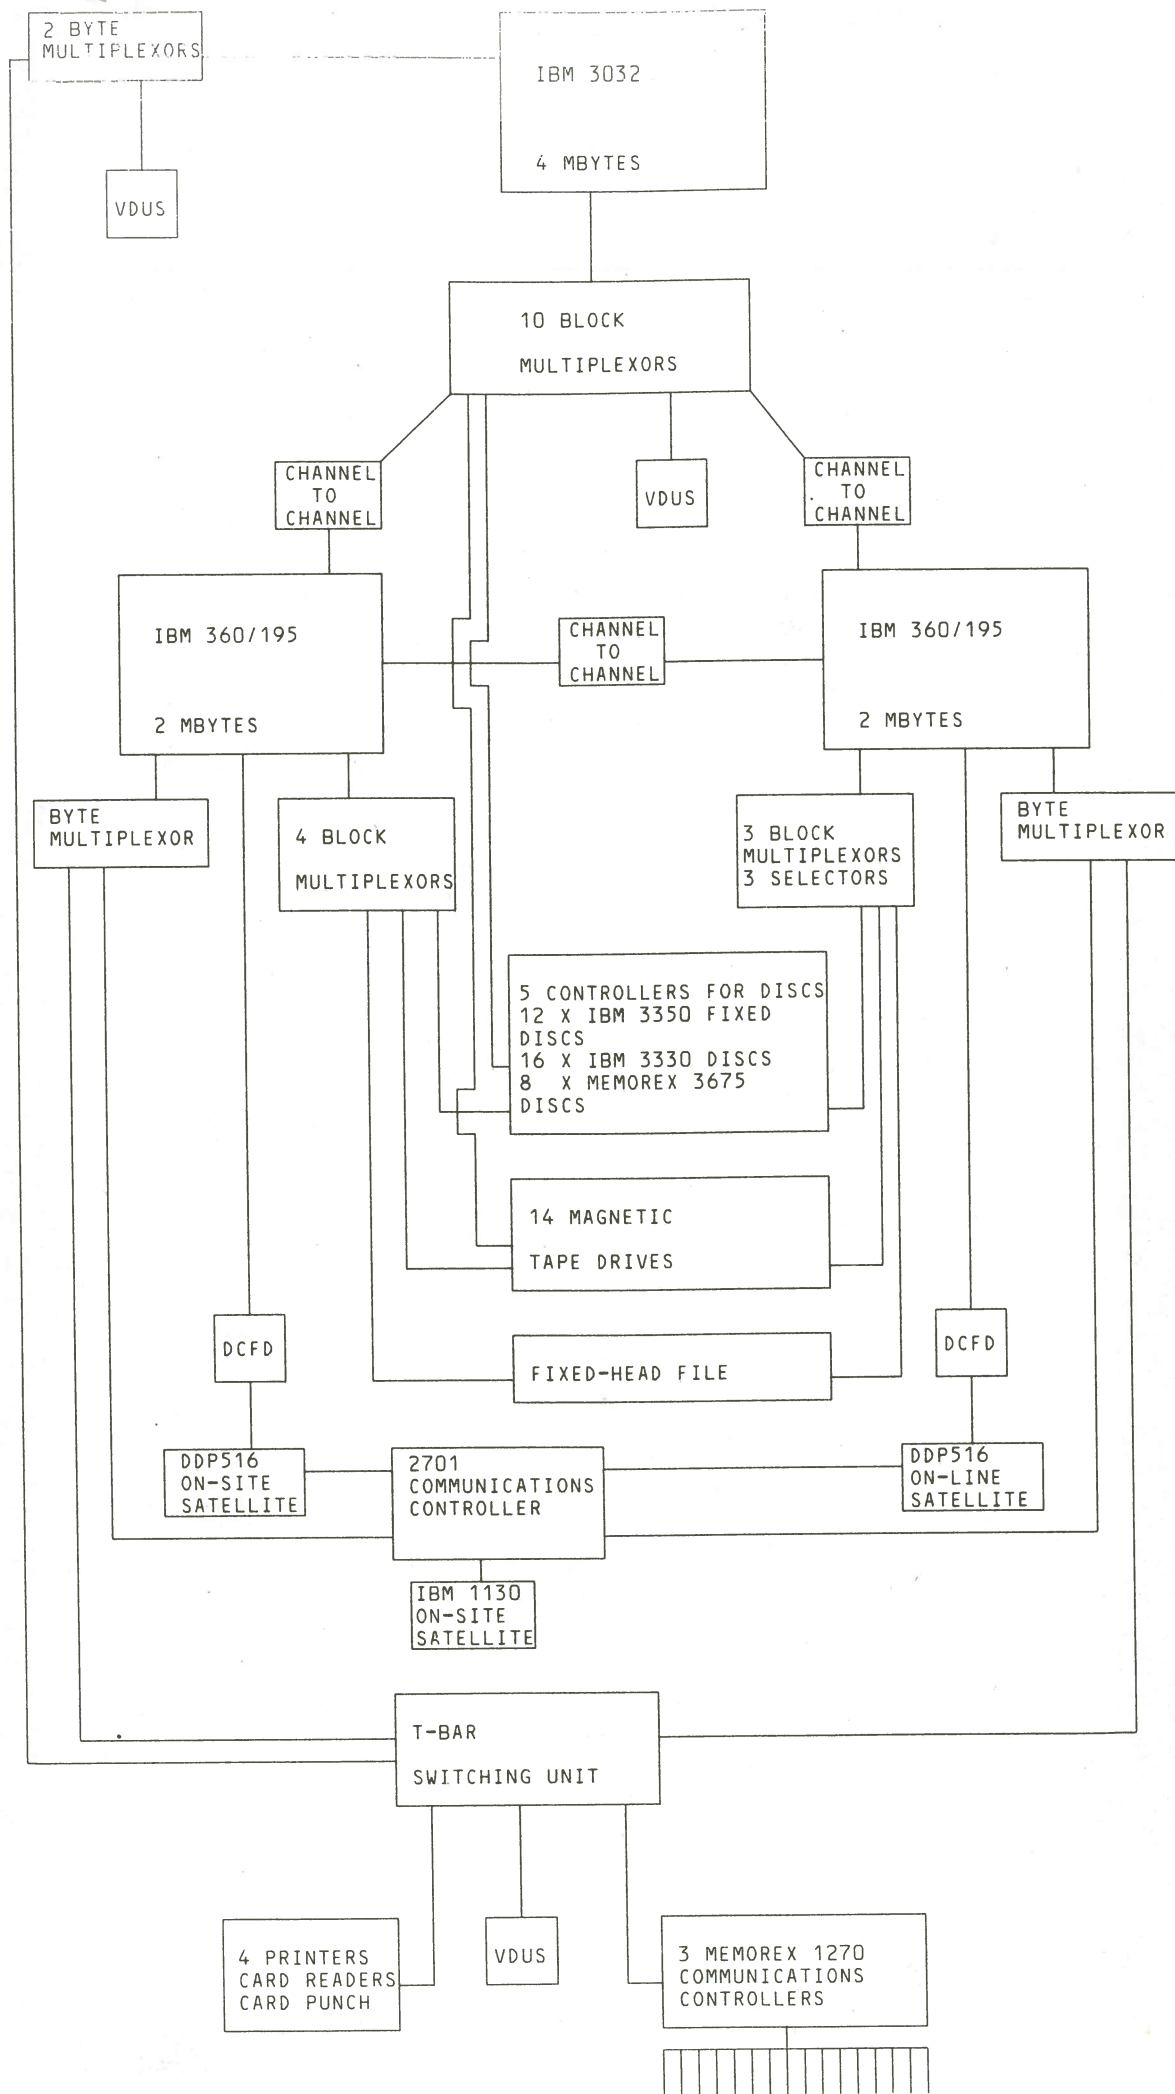 2 BYTE
MULTIPLEXORS
IBM 3032
4 MBYTES
VDUS
10 BLOCK
MULTIPLEXORS
CHANNEL
TO
CHANNEL
VDUS
CHANNEL
TO
CHANNEL
IBM 360/195
2 MBYTES
CHANNEL
TO
CHANNEL
IBM 360/195
2 MBYTES
BYTE
MULTIPLEXOR
4 BLOCK
MULTIPLEXORS
3 BLOCK
MULTIPLEXORS
3 SELECTORS
BYTE
MULTIPLEXOR
5 CONTROLLERS FOR DISCS
12 X IBM 3350 FIXED
DISCS
16 X IBM 3330 DISCS
8 X MEMOREX 3675
DISCS
14 MAGNETIC
TAPE DRIVES
DCFD
FIXED-HEAD FILE
DCFD
DDP516
ON-SITE
SATELLITE
2701
COMMUNICATIONS
CONTROLLER
DDP516
ON-LINE
SATELLITE
IBM 1130
ON-SITE
SATELLITE
T-BAR
SWITCHING UNIT
4 PRINTERS
CARD READERS
CARD PUNCH
VDUS
3 MEMOREX 1270
COMMUNICATIONS
CONTROLLERS